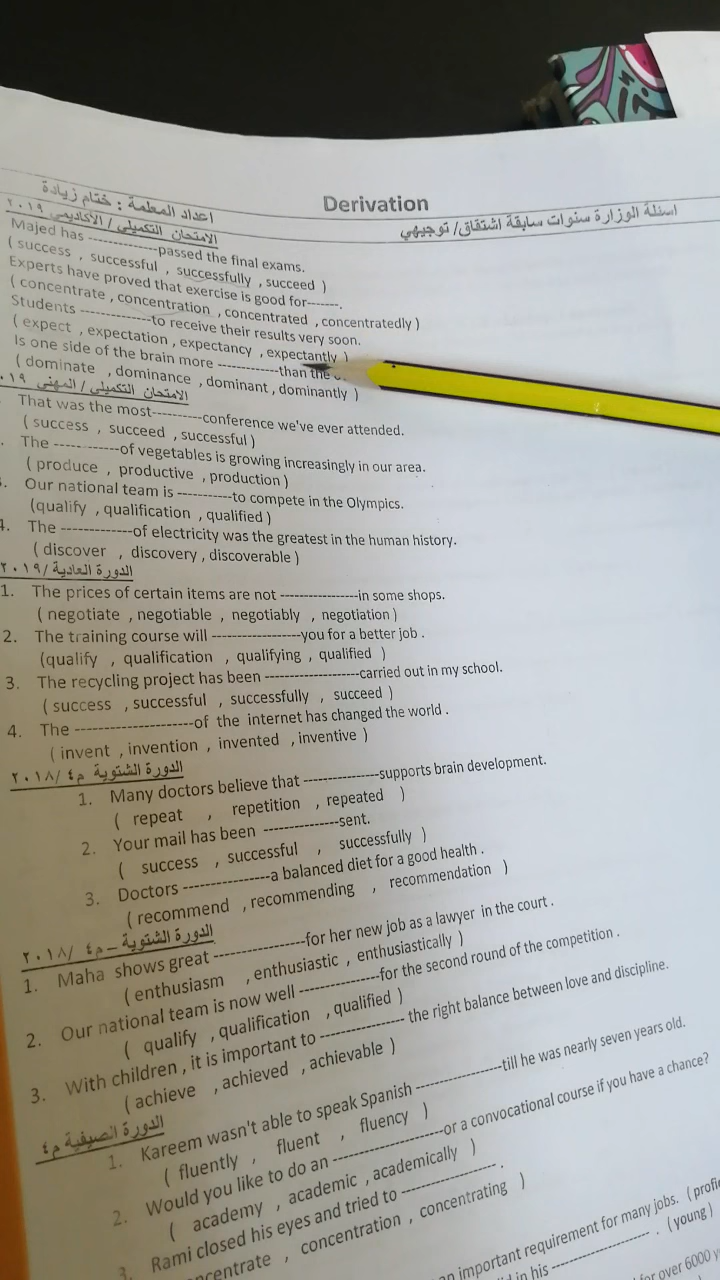 Derivation
اعداد المعلمة : ختام زيادة
اسئلة الوزارة سنوات سابقة اشتقاق/ توجيهي
الامتحان التكميلي / الأكاديمي ٢٠١٩
Majed has -------------passed the final exams.
( success , successful , successfully , succeed )
Experts have proved that exercise is good for-------.
( concentrate , concentration , concentrated , concentratedly )
Students -------------to receive their results very soon.
( expect , expectation , expectancy , expectantly )
Is one side of the brain more ------------than the
( dominate , dominance , dominant , dominantly )
الامتحان التكميلي / المهني ٠١٩
That was the most----------conference we've ever attended.
( success , succeed , successful )
The -------------of vegetables is growing increasingly in our area.
( produce , productive , production )
Our national team is -----------to compete in the Olympics.
(qualify , qualification , qualified )
4. The -------------of electricity was the greatest in the human history.
( discover , discovery , discoverable )
الدورة العادية /٢٠١٩
1. The prices of certain items are not ----------------in some shops.
( negotiate , negotiable , negotiably , negotiation )
2. The training course will ------------------you for a better job .
(qualify , qualification , qualifying , qualified )
3. The recycling project has been -------------------carried out in my school.
( success , successful , successfully , succeed )
4. The ----------------------of the internet has changed the world .
( invent , invention , invented , inventive )
الدورة الشتوية م٤ /٢٠١٨
1. Many doctors believe that ---------------supports brain development.
( repeat , repetition , repeated )
2. Your mail has been ---------------sent.
( success , successful , successfully )
3. Doctors -----------------a balanced diet for a good health .
( recommend , recommending , recommendation )
الدورة الشتوية – م٤ /٢٠١٨
1. Maha shows great ------------------for her new job as a lawyer in the court .
( enthusiasm , enthusiastic , enthusiastically )
2. Our national team is now well ----------------for the second round of the competition .
( qualify , qualification , qualified )
3. With children , it is important to ----------------- the right balance between love and discipline.
( achieve , achieved , achievable )
الدورة الصيفية م٤
1. Kareem wasn't able to speak Spanish -----------------till he was nearly seven years old.
( fluently , fluent , fluency )
2. Would you like to do an ----------------------or a convocational course if you have a chance?
( academy , academic , academically )
3. Rami closed his eyes and tried to ------------------- .
concentration , concentrating )
important requirement for many jobs.
in his -------------------- . ( young )
for over 6000